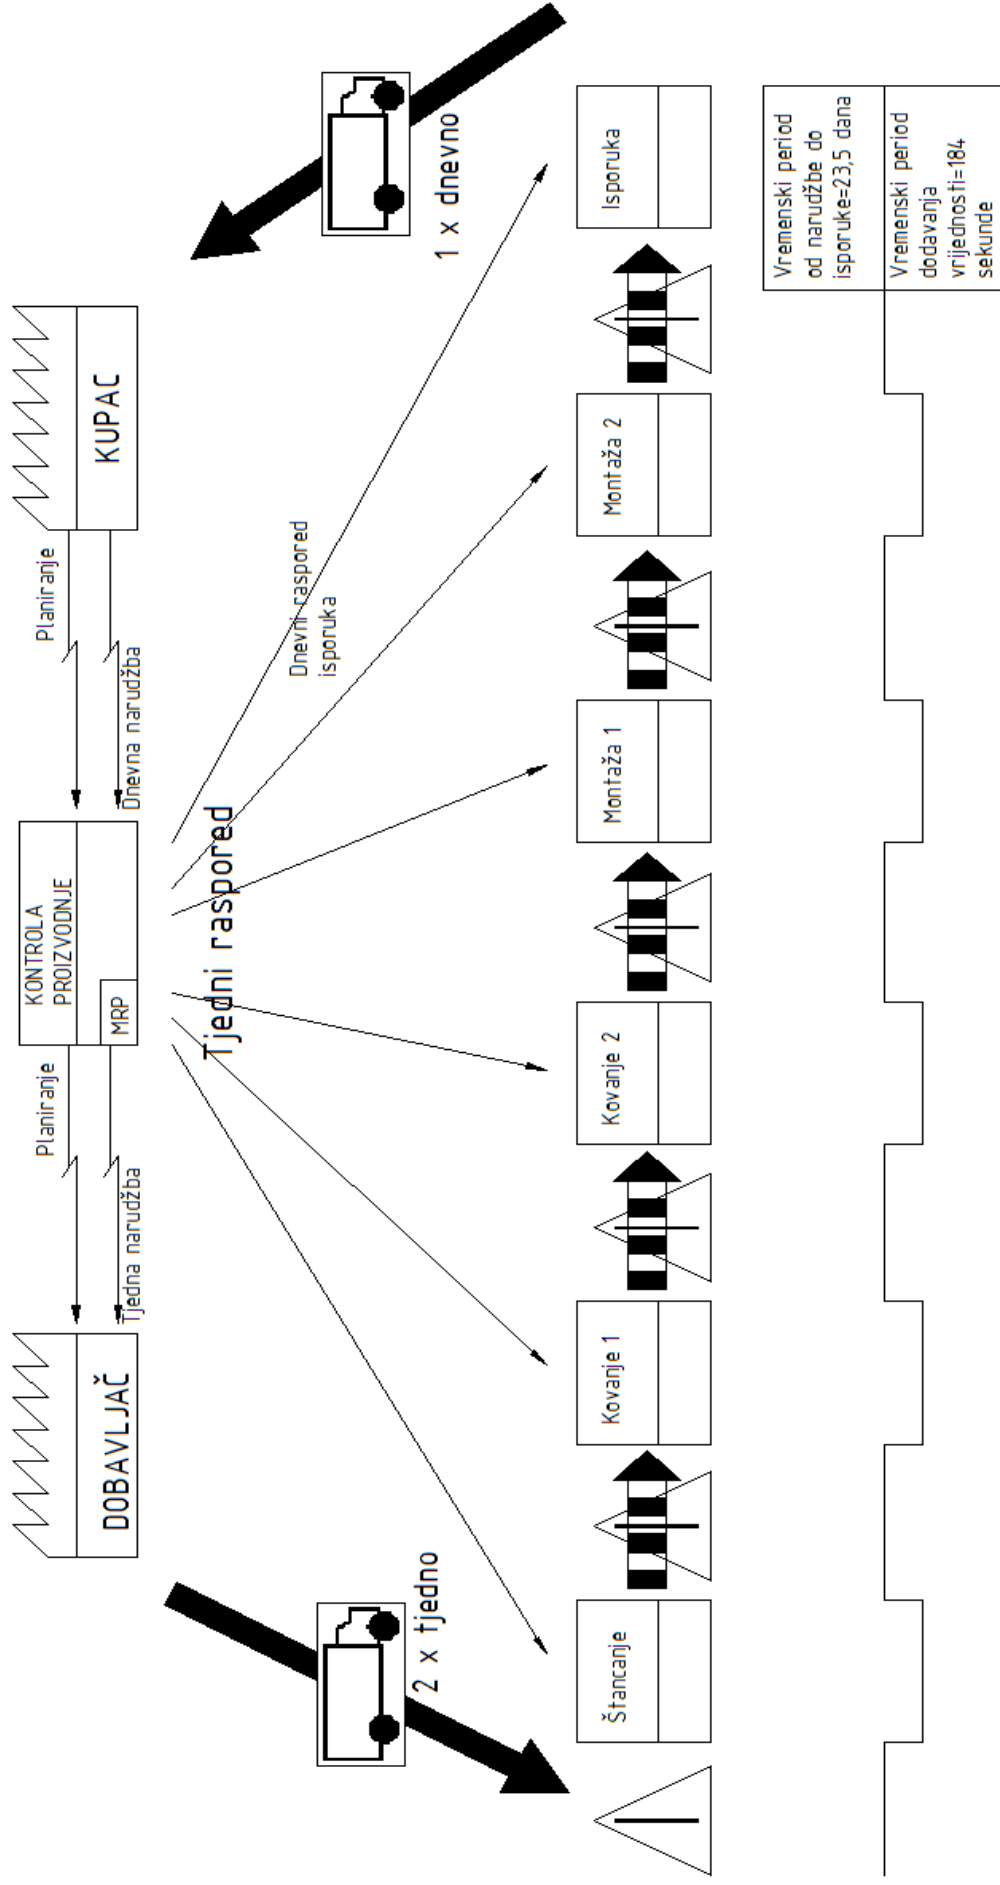 DOBAVLJAČ
Planiranje
Tjedna narudžba
KONTROLA
PROIZVODNJE
MRP
Planiranje
Dnevna narudžba
KUPAC
2 x tjedno
Tjedni raspored
Dnevni raspored
isporuka
1 x dnevno
Štancanje
Kovanje 1
Kovanje 2
Montaža 1
Montaža 2
Isporuka
Vremenski period
od narudžbe do
isporuke=23,5 dana
Vremenski period
dodavanja
vrijednosti=184
sekunde